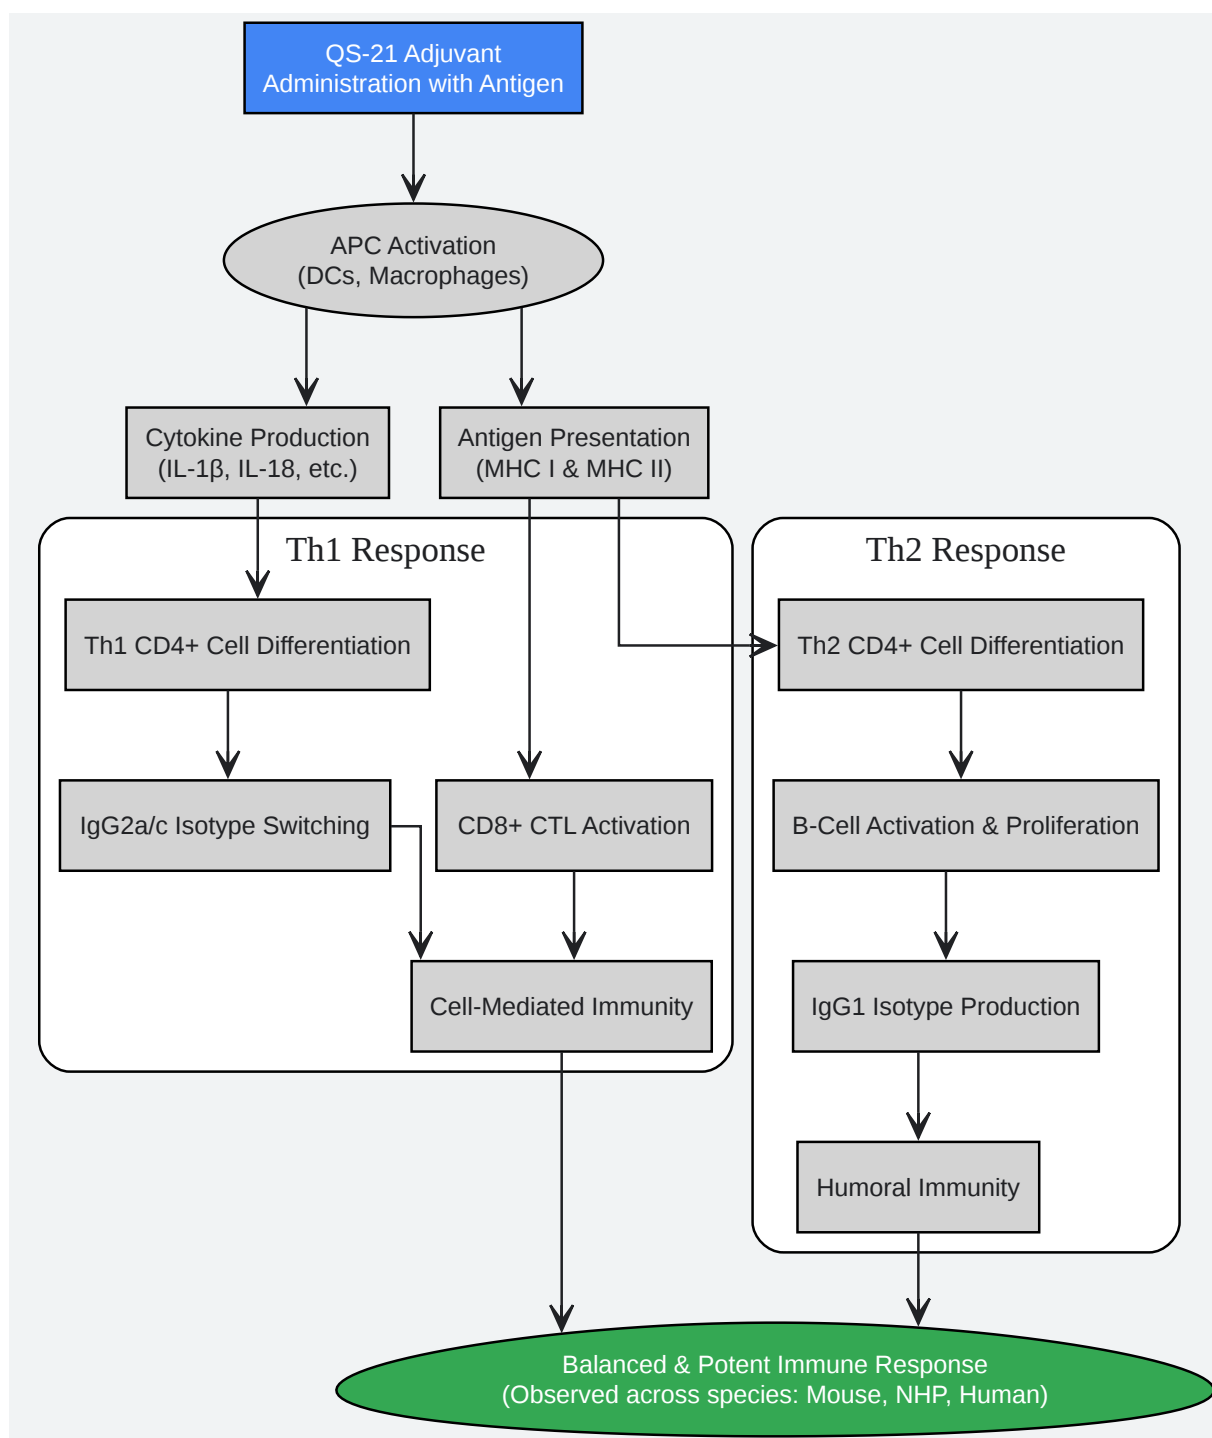 QS-21 Adjuvant
Administration with Antigen
APC Activation
(DCs, Macrophages)
Cytokine Production
(IL-1β, IL-18, etc.)
Antigen Presentation
(MHC I & MHC II)
Th1 Response
Th2 Response
Th1 CD4+ Cell Differentiation
Th2 CD4+ Cell Differentiation
IgG2a/c Isotype Switching
CD8+ CTL Activation
B-Cell Activation & Proliferation
Cell-Mediated Immunity
IgG1 Isotype Production
Humoral Immunity
Balanced & Potent Immune Response
(Observed across species: Mouse, NHP, Human)